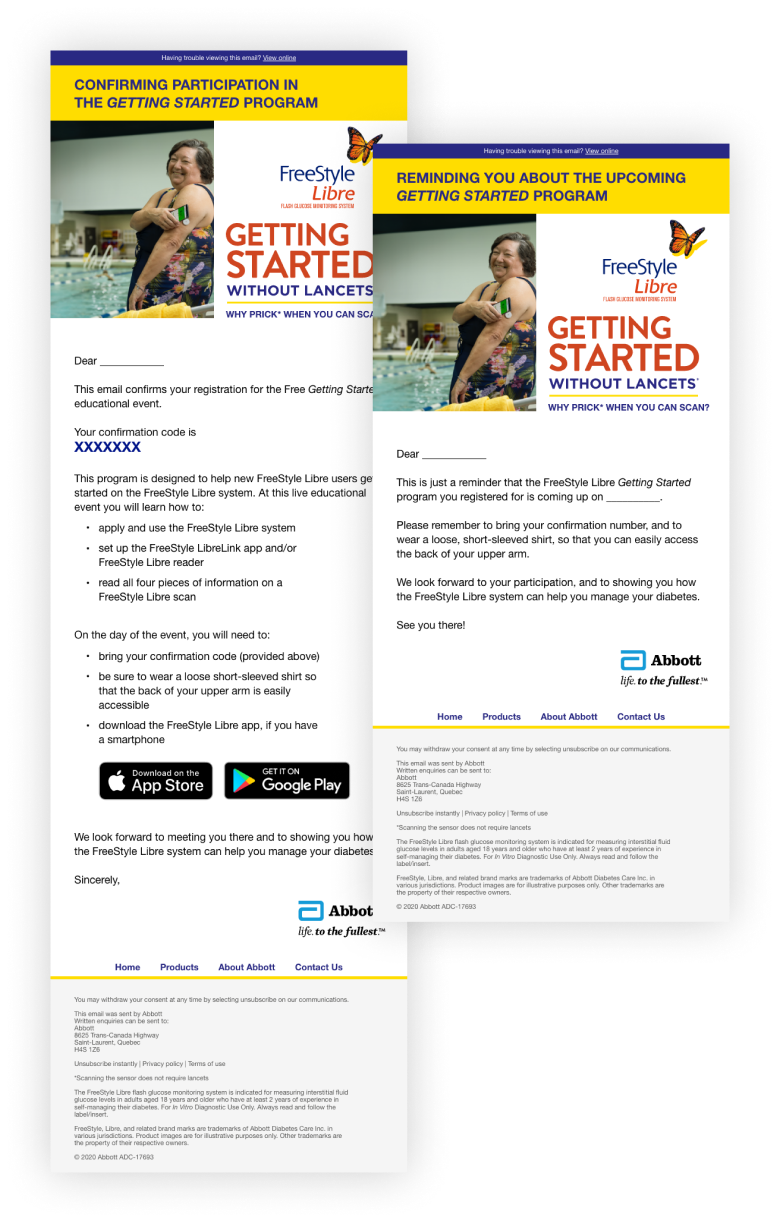 Having trouble viewing this email? View online
CONFIRMING PARTICIPATION IN
THE GETTING STARTED PROGRAM
FreeStyle
Libre
FLASH GLUCOSE MONITORING SYSTEM
GETTING
STARTED
WITHOUT LANCETS
WHY PRICK* WHEN YOU CAN SCA
Dear ___________
This email confirms your registration for the Free Getting Starte
educational event.
Your confirmation code is
XXXXXXX
This program is designed to help new FreeStyle Libre users ge
started on the FreeStyle Libre system. At this live educational
event you will learn how to:
• apply and use the FreeStyle Libre system
• set up the FreeStyle LibreLink app and/or
FreeStyle Libre reader
• read all four pieces of information on a
FreeStyle Libre scan
On the day of the event, you will need to:
• bring your confirmation code (provided above)
• be sure to wear a loose short-sleeved shirt so
that the back of your upper arm is easily
accessible
• download the FreeStyle Libre app, if you have
a smartphone
Download on the
App Store
GET IT ON
Google Play
We look forward to meeting you there and to showing you how
the FreeStyle Libre system can help you manage your diabetes
Sincerely,
Abbot
life. to the fullest.™
Home Products About Abbott Contact Us
You may withdraw your consent at any time by selecting unsubscribe on our communications.
This email was sent by Abbott
Written enquiries can be sent to:
Abbott
8625 Trans-Canada Highway
Saint-Laurent, Quebec
H4S 1Z6
Unsubscribe instantly | Privacy policy | Terms of use
*Scanning the sensor does not require lancets
The FreeStyle Libre flash glucose monitoring system is indicated for measuring interstitial fluid
glucose levels in adults aged 18 years and older who have at least 2 years of experience in
self-managing their diabetes. For In Vitro Diagnostic Use Only. Always read and follow the
label/insert.
FreeStyle, Libre, and related brand marks are trademarks of Abbott Diabetes Care Inc. in
various jurisdictions. Product images are for illustrative purposes only. Other trademarks are
the property of their respective owners.
© 2020 Abbott ADC-17693
Having trouble viewing this email? View online
REMINDING YOU ABOUT THE UPCOMING
GETTING STARTED PROGRAM
FreeStyle
Libre
FLASH GLUCOSE MONITORING SYSTEM
GETTING
STARTED
WITHOUT LANCETS*
WHY PRICK* WHEN YOU CAN SCAN?
Dear ___________
This is just a reminder that the FreeStyle Libre Getting Started
program you registered for is coming up on _________.
Please remember to bring your confirmation number, and to
wear a loose, short-sleeved shirt, so that you can easily access
the back of your upper arm.
We look forward to your participation, and to showing you how
the FreeStyle Libre system can help you manage your diabetes.
See you there!
Abbott
life. to the fullest.™
Home Products About Abbott Contact Us
You may withdraw your consent at any time by selecting unsubscribe on our communications.
This email was sent by Abbott
Written enquiries can be sent to:
Abbott
8625 Trans-Canada Highway
Saint-Laurent, Quebec
H4S 1Z6
Unsubscribe instantly | Privacy policy | Terms of use
*Scanning the sensor does not require lancets
The FreeStyle Libre flash glucose monitoring system is indicated for measuring interstitial fluid
glucose levels in adults aged 18 years and older who have at least 2 years of experience in
self-managing their diabetes. For In Vitro Diagnostic Use Only. Always read and follow the
label/insert.
FreeStyle, Libre, and related brand marks are trademarks of Abbott Diabetes Care Inc. in
various jurisdictions. Product images are for illustrative purposes only. Other trademarks are
the property of their respective owners.
© 2020 Abbott ADC-17693